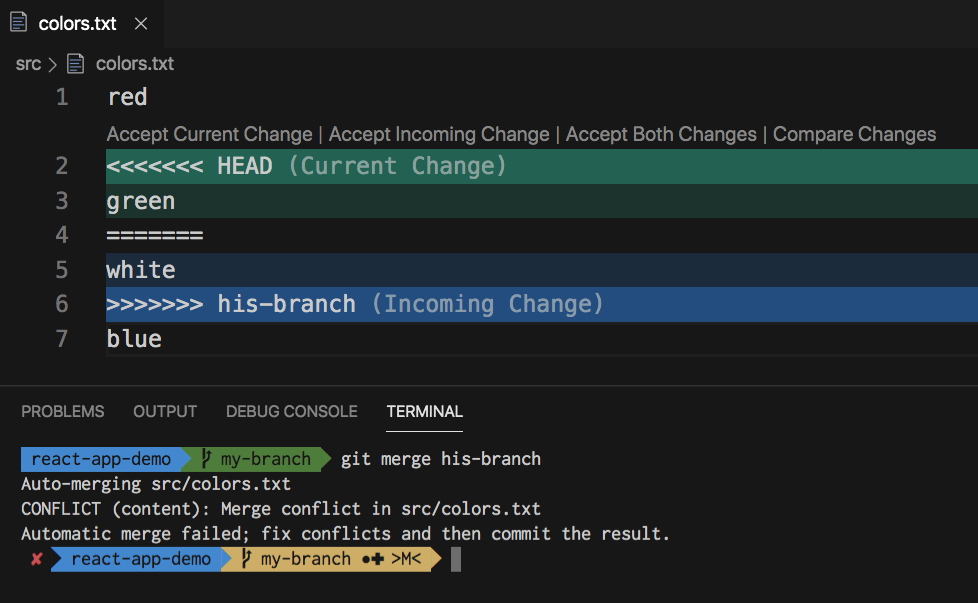 colors.txt
src > colors.txt
1 red
Accept Current Change | Accept Incoming Change | Accept Both Changes | Compare Changes
2 <<<<<<< HEAD (Current Change)
3 green
4 =======
5 white
6 >>>>>>> his-branch (Incoming Change)
7 blue
PROBLEMS OUTPUT DEBUG CONSOLE TERMINAL
react-app-demo my-branch git merge his-branch
Auto-merging src/colors.txt
CONFLICT (content): Merge conflict in src/colors.txt
Automatic merge failed; fix conflicts and then commit the result.
✘ react-app-demo my-branch ●✚ >M<